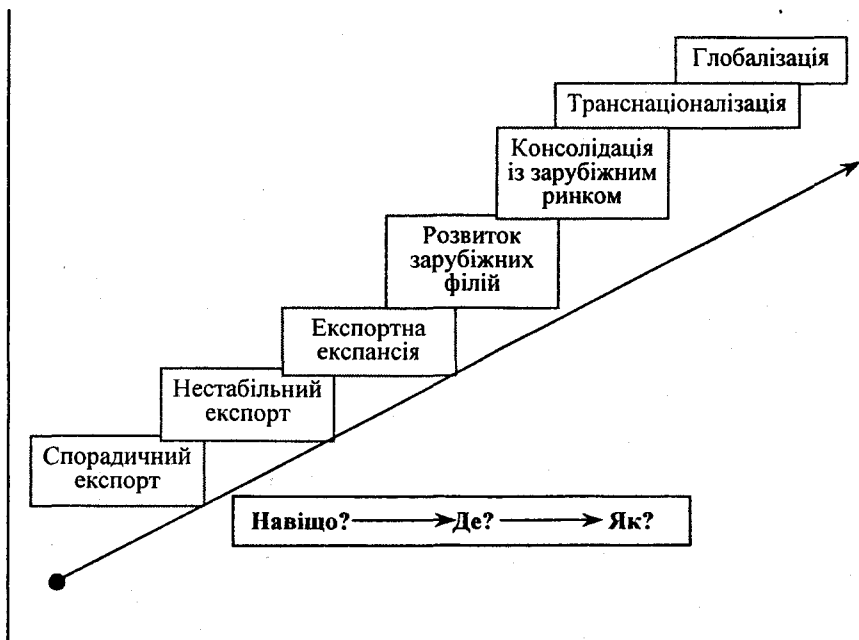 Глобалізація
Транснаціоналізація
Консолідація
із зарубіжним
ринком
Розвиток
зарубіжних
філій
Експортна
експансія
Нестабільний
експорт
Спорадичний
експорт
Навіщо? Де? Як?